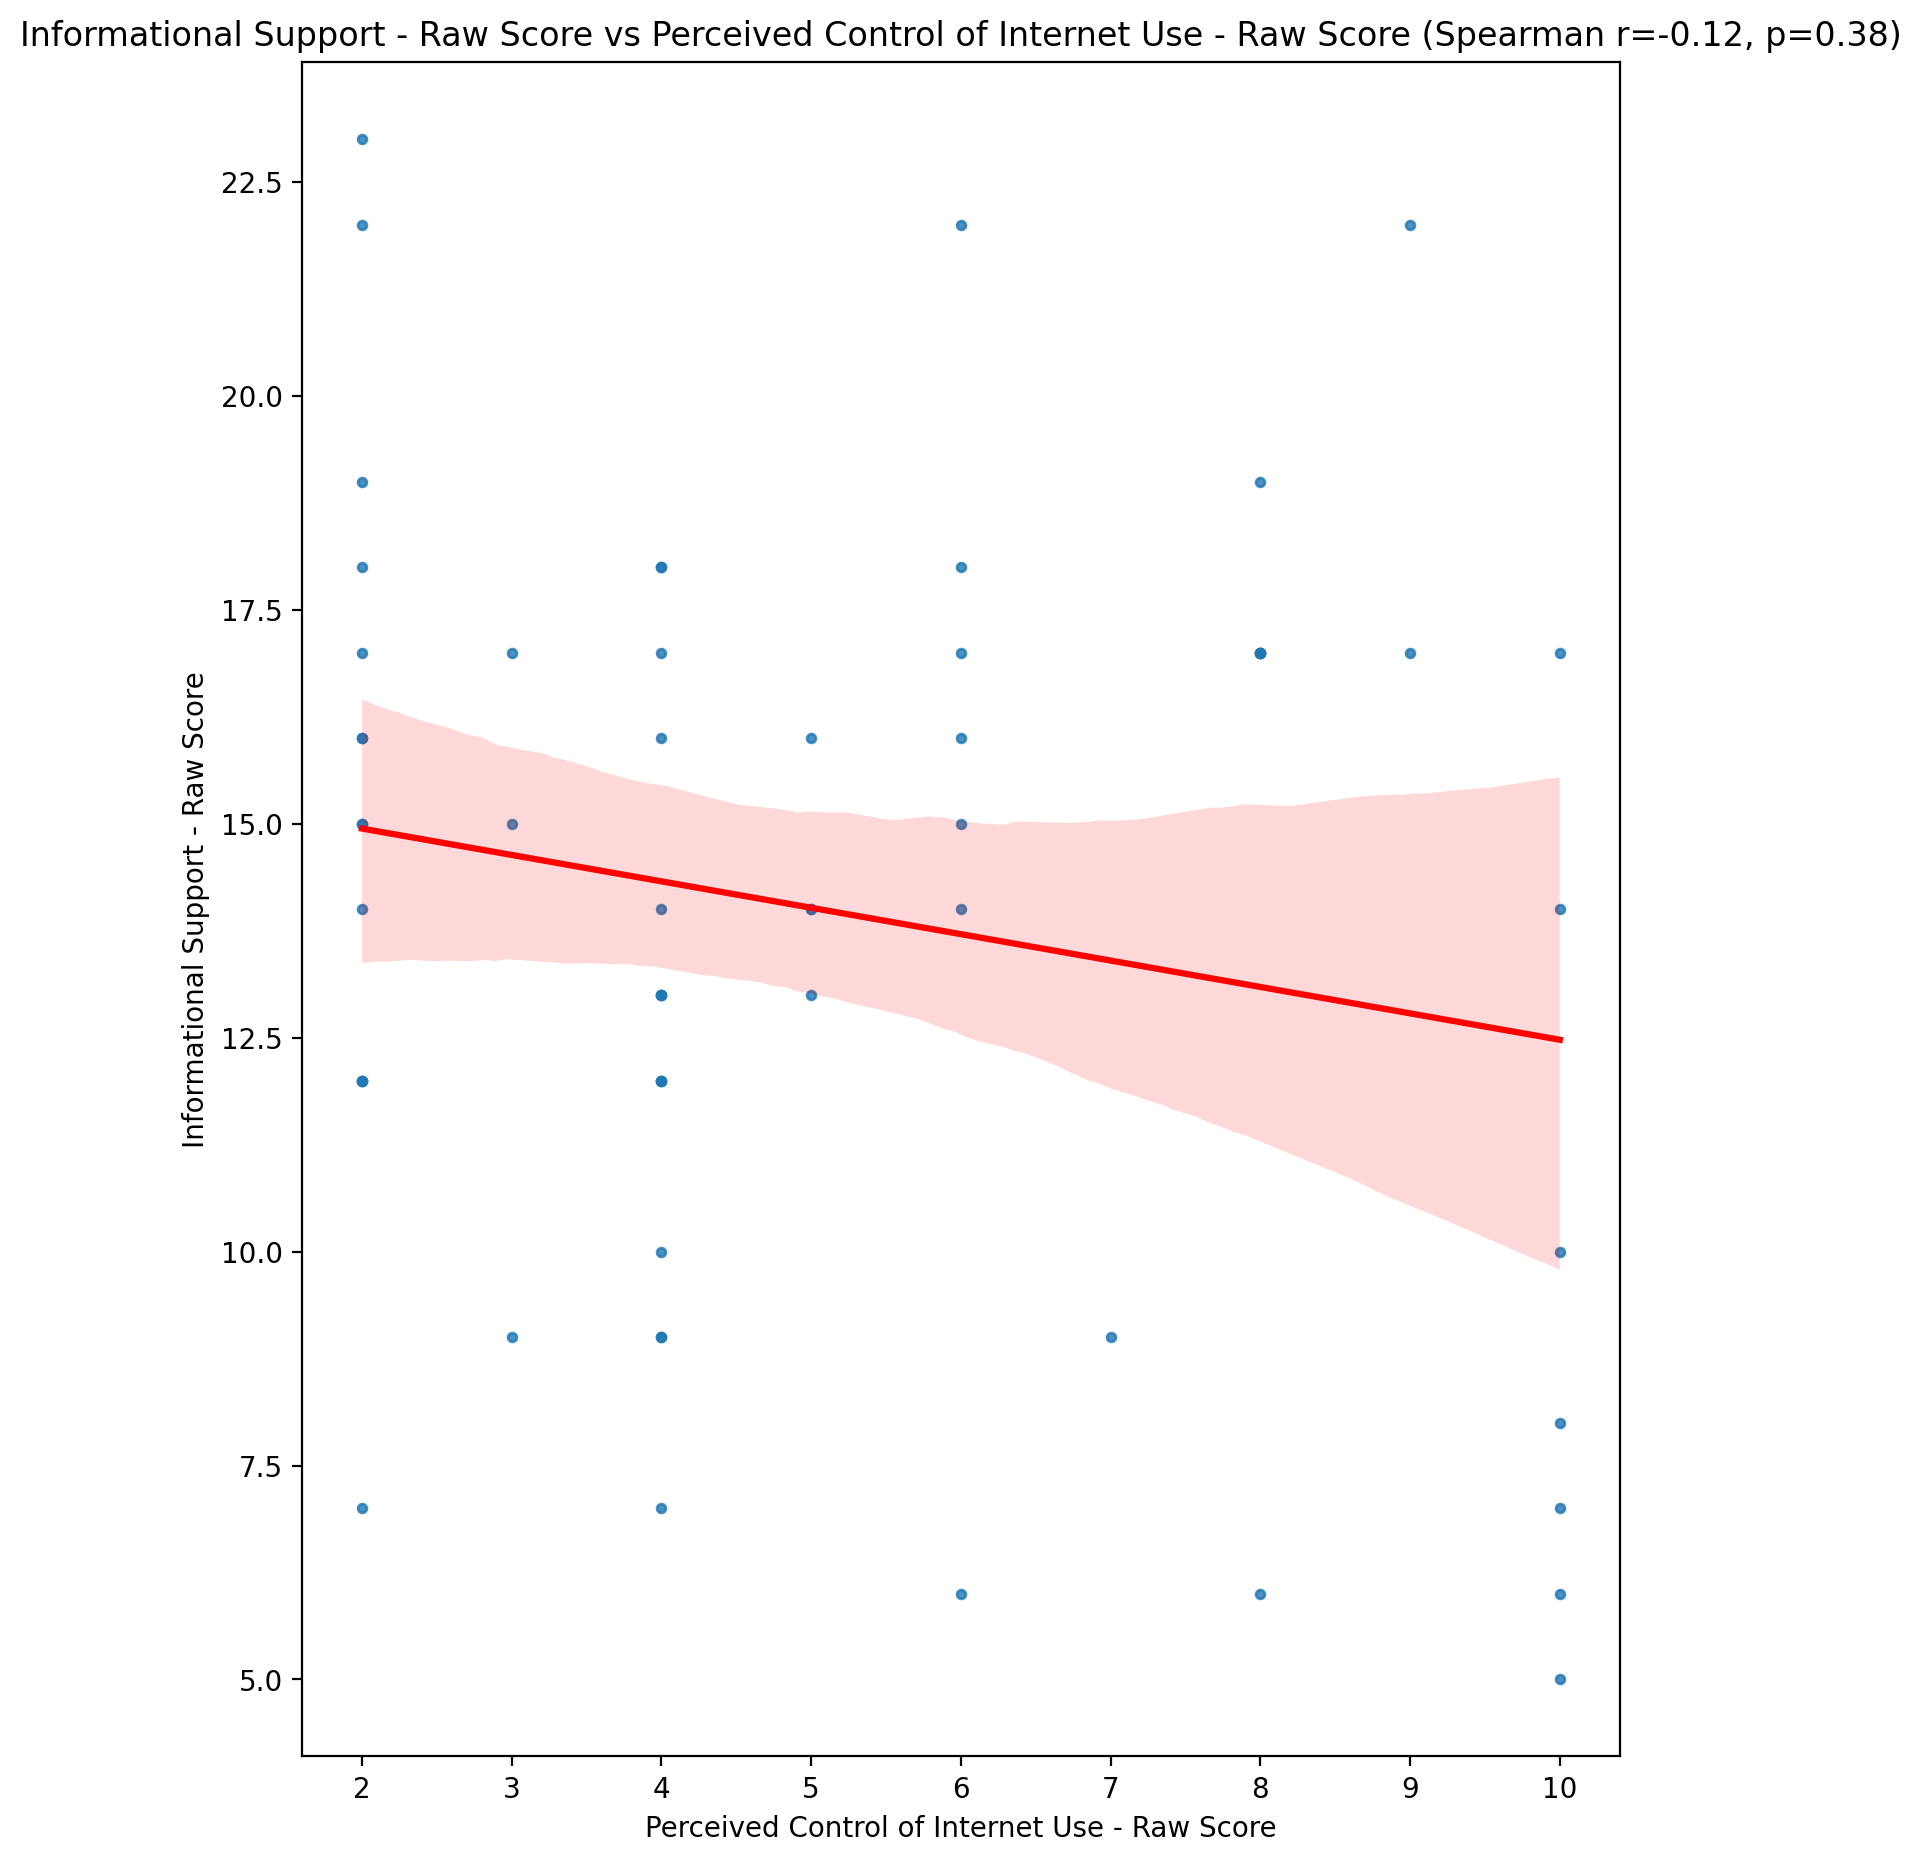 Informational Support - Raw Score vs Perceived Control of Internet Use - Raw Score (Spearman r=-0.12, p=0.38)
Informational Support - Raw Score
22.5
20.0
17.5
15.0
12.5
10.0
7.5
5.0
2 3 4 5 6 7 8 9 10
Perceived Control of Internet Use - Raw Score